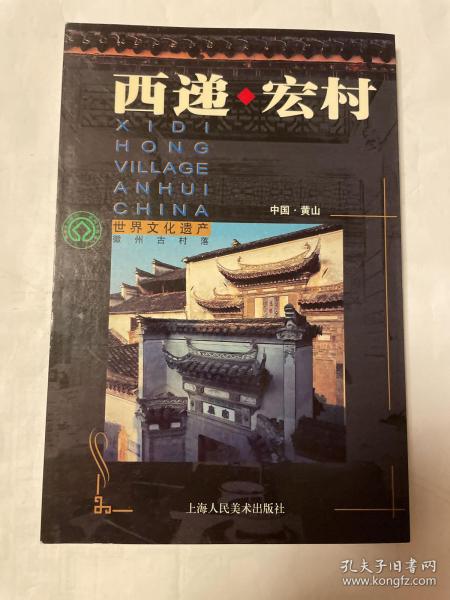 西递◆宏村
XIDI
HONG
VILLAGE
ANHUI
CHINA
中国·黄山
世界文化遗产
徽州古村落
上海人民美术出版社
孔夫子旧书网
www.kongfz.com